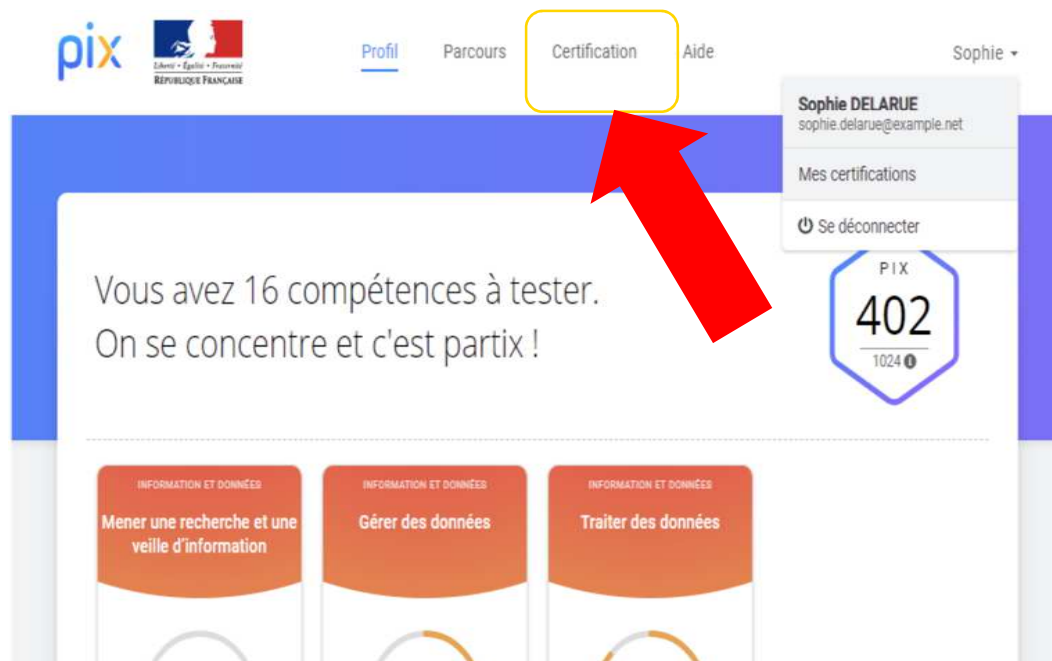 pix
Liberté • Égalité • Fraternité
RÉPUBLIQUE FRANÇAISE
Profil
Parcours
Certification
Aide
Sophie
Sophie DELARUE
sophie.delarue@example.net
Mes certifications
Se déconnecter
Vous avez 16 compétences à tester.
On se concentre et c'est partix !
PIX
402
1024
INFORMATION ET DONNÉES
Mener une recherche et une
veille d'information
INFORMATION ET DONNÉES
Gérer des données
INFORMATION ET DONNÉES
Traiter des données